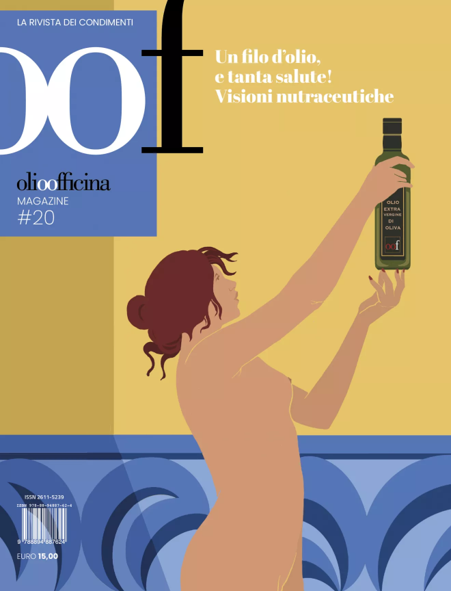 LA RIVISTA DEI CONDIMENTI
oof
Un filo d'olio,
e tanta salute!
Visioni nutraceutiche
olioofficina
MAGAZINE
#20
OLIO
EXTRA
VERGINE
DI
OLIVA
oof
ISSN 2611-5239
EURO 15,00